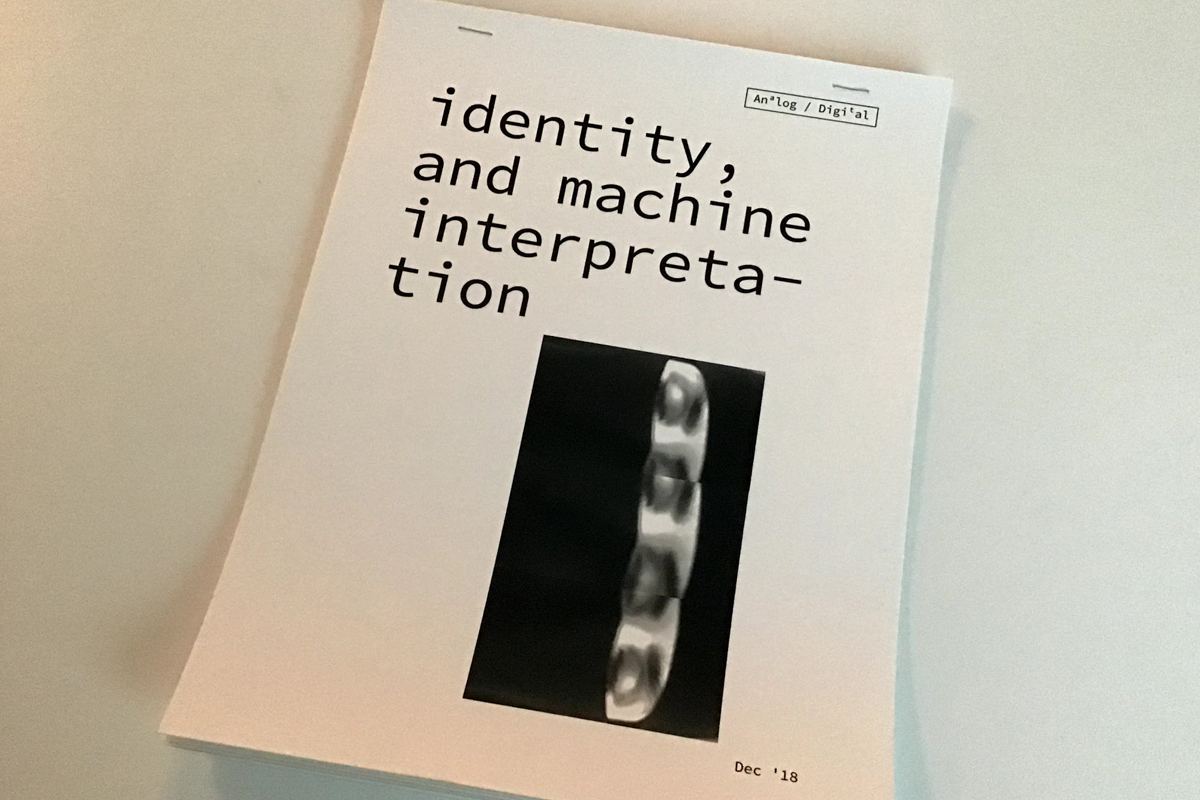 Anᵃlog / Digiᵗal
identity,
and machine
interpreta-
tion
Dec '18